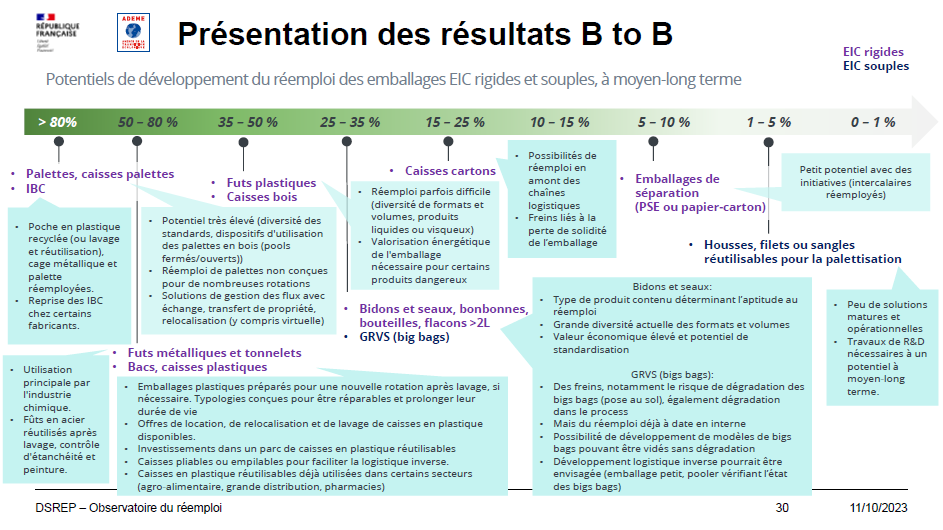 RÉPUBLIQUE
FRANÇAISE
Liberté
Égalité
Fraternité
ADEME
Présentation des résultats B to B
EIC rigides
EIC souples
Potentiels de développement du réemploi des emballages EIC rigides et souples, à moyen-long terme
> 80%
50 – 80 %
35 – 50 %
25 – 35 %
15 – 25 %
10 – 15 %
5 – 10 %
1 – 5 %
0 – 1 %
• Palettes, caisses palettes
• IBC
• Poche en plastique
recyclée (ou lavage
et réutilisation),
cage métallique et
palette
réemployées.
• Reprise des IBC
chez certains
fabricants.
• Potentiel très élevé (diversité des
standards, dispositifs d'utilisation
des palettes en bois (pools
fermés/ouverts))
• Réemploi de palettes non conçues
pour de nombreuses rotations
• Solutions de gestion des flux avec
échange, transfert de propriété,
relocalisation (y compris virtuelle)
• Futs plastiques
• Caisses bois
• Réemploi parfois difficile
(diversité de formats et
volumes, produits
liquides ou visqueux)
• Valorisation énergétique
de l'emballage
nécessaire pour certains
produits dangereux
• Caisses cartons
• Possibilités de
réemploi en
amont des
chaînes
logistiques
• Freins liés à la
perte de solidité
de l'emballage
• Emballages de
séparation
(PSE ou papier-carton)
Petit potentiel avec des
initiatives (intercalaires
réemployés)
• Housses, filets ou sangles
réutilisables pour la palettisation
• Peu de solutions
matures et
opérationnelles
• Travaux de R&D
nécessaires à un
potentiel à
moyen-long
terme.
• Bidons et seaux, bonbonnes,
bouteilles, flacons >2L
• GRVS (big bags)
Bidons et seaux:
• Type de produit contenu déterminant l'aptitude au
réemploi
• Grande diversité actuelle des formats et volumes
• Valeur économique élevé et potentiel de
standardisation
GRVS (bigs bags):
• Des freins, notamment le risque de dégradation des
bigs bags (pose au sol), également dégradation
dans le process
• Mais du réemploi déjà à date en interne
• Possibilité de développement de modèles de bigs
bags pouvant être vidés sans dégradation
• Développement logistique inverse pourrait être
envisagée (emballage petit, pooler vérifiant l'état
des bigs bags)
• Futs métalliques et tonnelets
• Bacs, caisses plastiques
• Utilisation
principale par
l'industrie
chimique.
• Fûts en acier
réutilisés après
lavage, contrôle
d'étanchéité et
peinture.
• Emballages plastiques préparés pour une nouvelle rotation après lavage, si
nécessaire. Typologies conçues pour être réparables et prolonger leur
durée de vie
• Offres de location, de relocalisation et de lavage de caisses en plastique
disponibles.
• Investissements dans un parc de caisses en plastique réutilisables
• Caisses pliables ou empilables pour faciliter la logistique inverse.
• Caisses en plastique réutilisables déjà utilisées dans certains secteurs
(agro-alimentaire, grande distribution, pharmacies)
DSREP – Observatoire du réemploi
30
11/10/2023